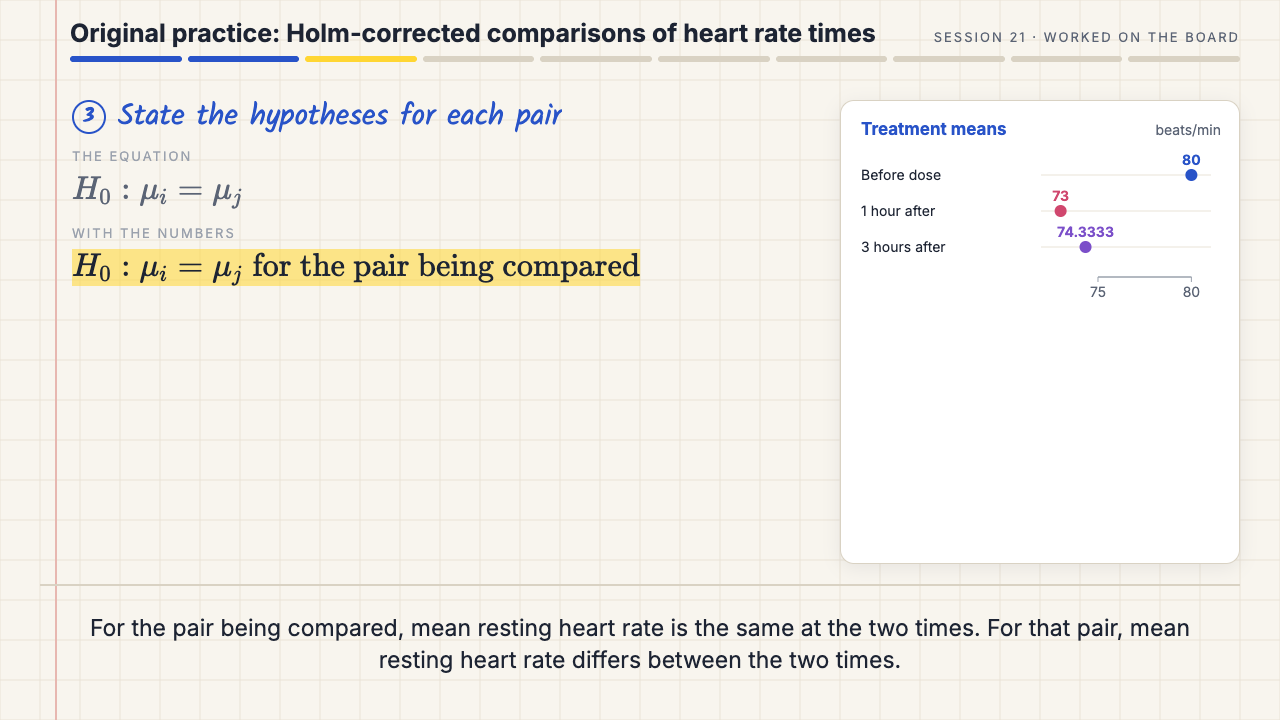 Original practice: Holm-corrected comparisons of heart rate times
SESSION 21 · WORKED ON THE BOARD
3 State the hypotheses for each pair
THE EQUATION
H₀ : μᵢ = μⱼ
WITH THE NUMBERS
H₀ : μᵢ = μⱼ for the pair being compared
Treatment means beats/min
80
Before dose
73
1 hour after
74.3333
3 hours after
75 80
For the pair being compared, mean resting heart rate is the same at the two times. For that pair, mean
resting heart rate differs between the two times.